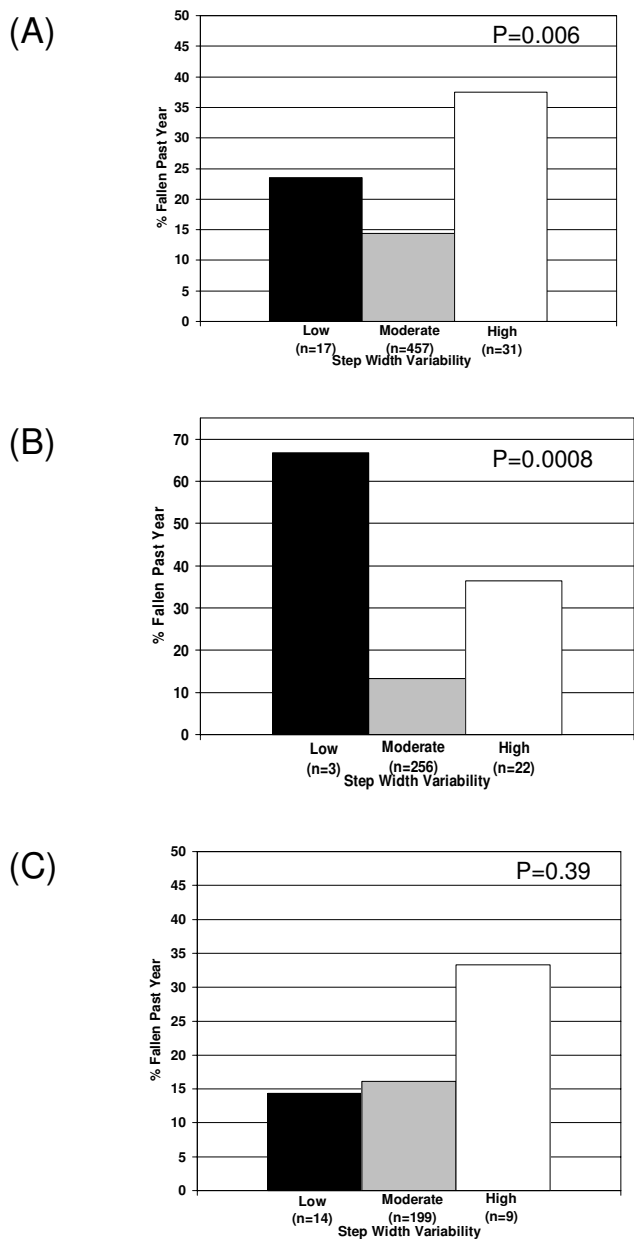 (A)
P=0.006
50
45
40
35
30
25
20
15
10
5
0
% Fallen Past Year
Low Moderate High
(n=17) (n=457) (n=31)
Step Width Variability
(B)
P=0.0008
70
60
50
40
30
20
10
0
% Fallen Past Year
Low Moderate High
(n=3) (n=256) (n=22)
Step Width Variability
(C)
P=0.39
50
45
40
35
30
25
20
15
10
5
0
% Fallen Past Year
Low Moderate High
(n=14) (n=199) (n=9)
Step Width Variability